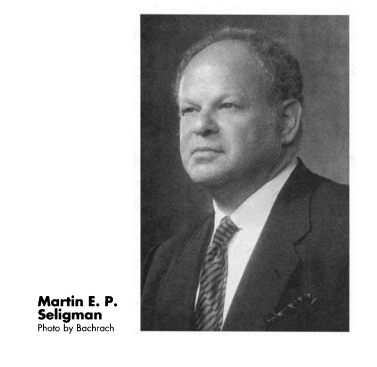 Martin E. P.
Seligman
Photo by Bachrach